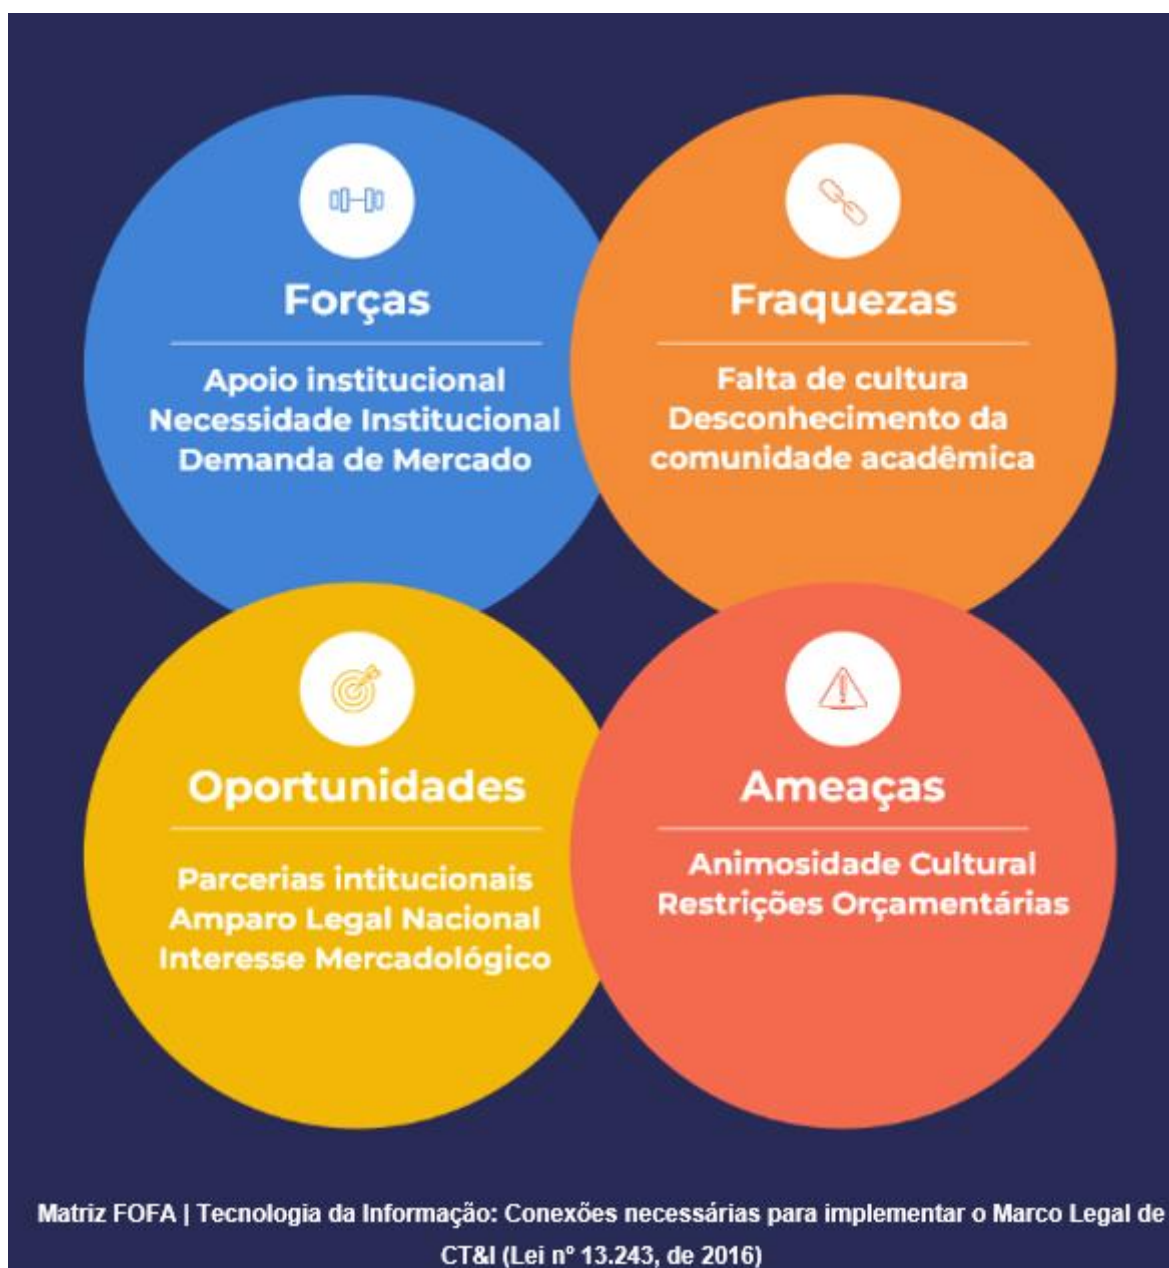 Forças
Apoio institucional
Necessidade Institucional
Demanda de Mercado
Fraquezas
Falta de cultura
Desconhecimento da
comunidade acadêmica
Oportunidades
Parcerias intitucionais
Amparo Legal Nacional
Interesse Mercadológico
Ameaças
Animosidade Cultural
Restrições Orçamentárias
Matriz FOFA | Tecnologia da Informação: Conexões necessárias para implementar o Marco Legal de
CT&I (Lei nº 13.243, de 2016)